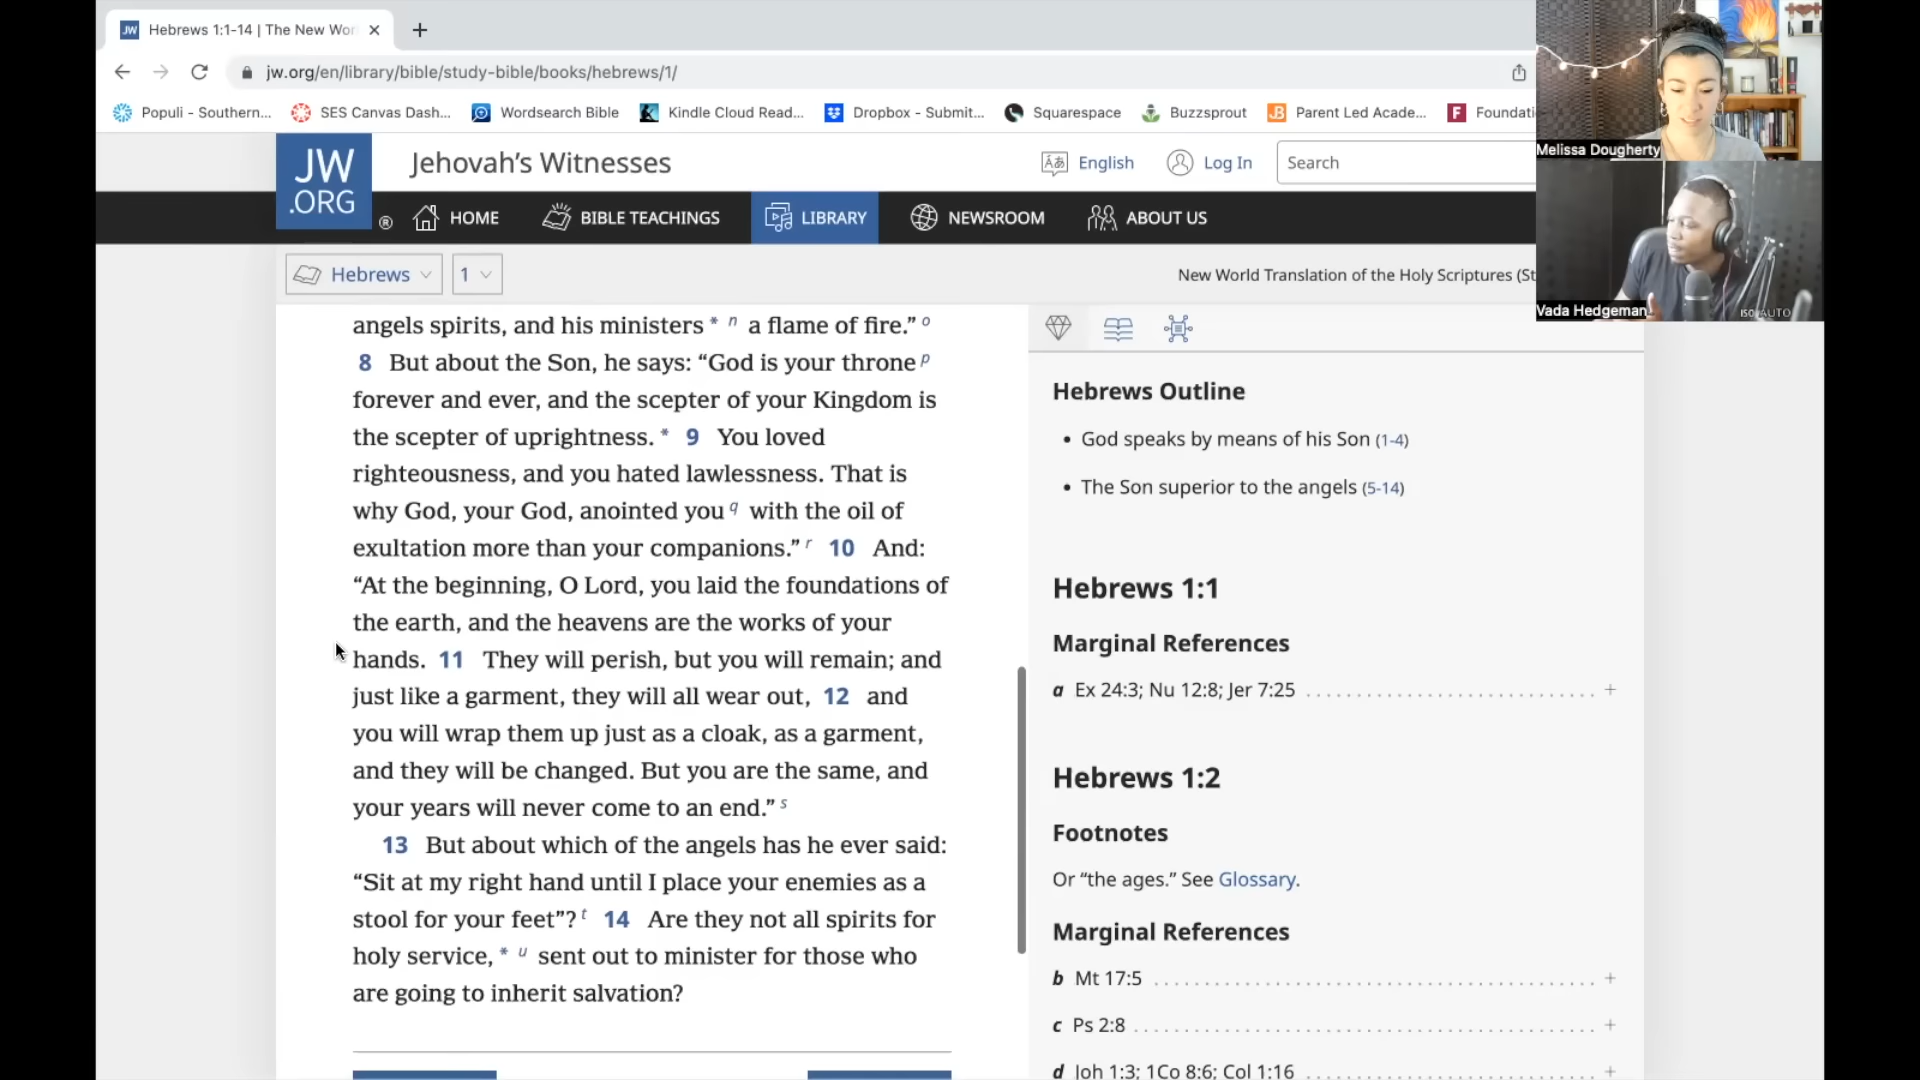 JW Hebrews 1:1-14 | The New Wor
jw.org/en/library/bible/study-bible/books/hebrews/1/
Populi - Southern... SES Canvas Dash... Wordsearch Bible Kindle Cloud Read... Dropbox - Submit... Squarespace Buzzsprout Parent Led Acade... F Foundati
Melissa Dougherty
JW
.ORG
®
Jehovah’s Witnesses
English
Log In
Search
HOME BIBLE TEACHINGS LIBRARY NEWSROOM ABOUT US
Hebrews 1
New World Translation of the Holy Scriptures (St
Vada Hedgeman
ISO AUTO
angels spirits, and his ministers * n a flame of fire.” o
8 But about the Son, he says: “God is your throne p
forever and ever, and the scepter of your Kingdom is
the scepter of uprightness. * 9 You loved
righteousness, and you hated lawlessness. That is
why God, your God, anointed you q with the oil of
exultation more than your companions.” r 10 And:
“At the beginning, O Lord, you laid the foundations of
the earth, and the heavens are the works of your
hands. 11 They will perish, but you will remain; and
just like a garment, they will all wear out, 12 and
you will wrap them up just as a cloak, as a garment,
and they will be changed. But you are the same, and
your years will never come to an end.” s
13 But about which of the angels has he ever said:
“Sit at my right hand until I place your enemies as a
stool for your feet”? t 14 Are they not all spirits for
holy service, * u sent out to minister for those who
are going to inherit salvation?
Hebrews Outline
• God speaks by means of his Son (1-4)
• The Son superior to the angels (5-14)
Hebrews 1:1
Marginal References
a Ex 24:3; Nu 12:8; Jer 7:25 +
Hebrews 1:2
Footnotes
Or “the ages.” See Glossary.
Marginal References
b Mt 17:5 +
c Ps 2:8 +
d Joh 1:3; 1Co 8:6; Col 1:16 +